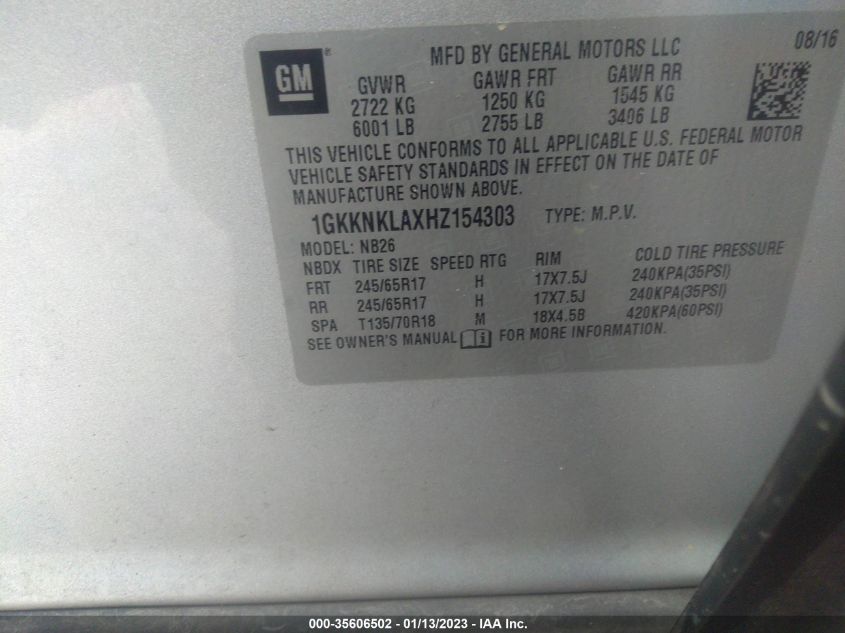 GM ®
MFD BY GENERAL MOTORS LLC 08/16
GVWR GAWR FRT GAWR RR
2722 KG 1250 KG 1545 KG
6001 LB 2755 LB 3406 LB
THIS VEHICLE CONFORMS TO ALL APPLICABLE U.S. FEDERAL MOTOR
VEHICLE SAFETY STANDARDS IN EFFECT ON THE DATE OF
MANUFACTURE SHOWN ABOVE.
1GKKNKLAXHZ154303 TYPE: M.P.V.
MODEL: NB26
NBDX TIRE SIZE SPEED RTG RIM COLD TIRE PRESSURE
FRT 245/65R17 H 17X7.5J 240KPA(35PSI)
RR 245/65R17 H 17X7.5J 240KPA(35PSI)
SPA T135/70R18 M 18X4.5B 420KPA(60PSI)
SEE OWNER'S MANUAL i FOR MORE INFORMATION.
000-35606502 - 01/13/2023 - IAA Inc.